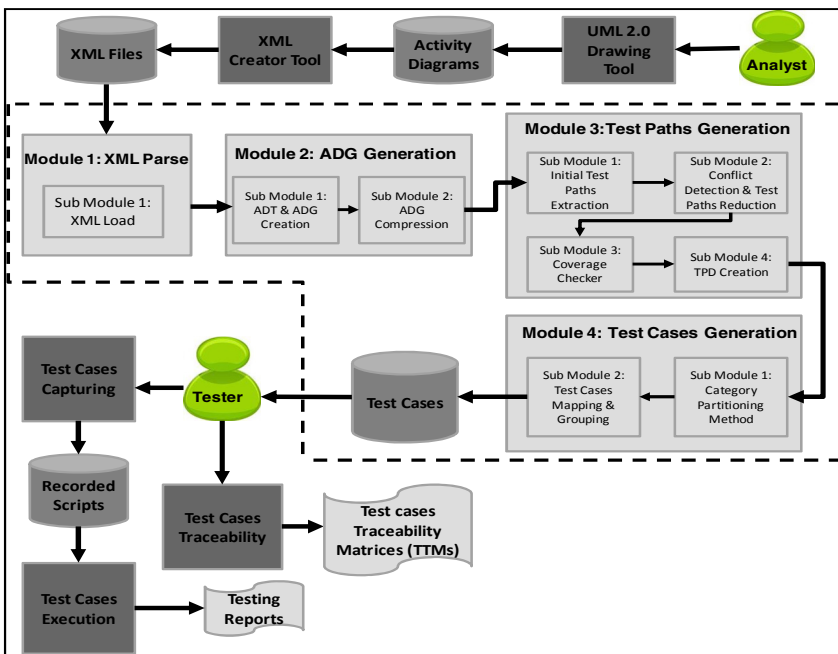 XML Files
XML
Creator Tool
Activity
Diagrams
UML 2.0
Drawing
Tool
Analyst
Module 1: XML Parse
Sub Module 1:
XML Load
Module 2: ADG Generation
Sub Module 1:
ADT & ADG
Creation
Sub Module 2:
ADG
Compression
Module 3:Test Paths Generation
Sub Module 1:
Initial Test
Paths
Extraction
Sub Module 2:
Conflict
Detection & Test
Paths Reduction
Sub Module 3:
Coverage
Checker
Sub Module 4:
TPD Creation
Module 4: Test Cases Generation
Sub Module 2:
Test Cases
Mapping &
Grouping
Sub Module 1:
Category
Partitioning
Method
Test Cases
Tester
Test Cases
Capturing
Recorded
Scripts
Test Cases
Traceability
Test cases
Traceability
Matrices (TTMs)
Test Cases
Execution
Testing
Reports